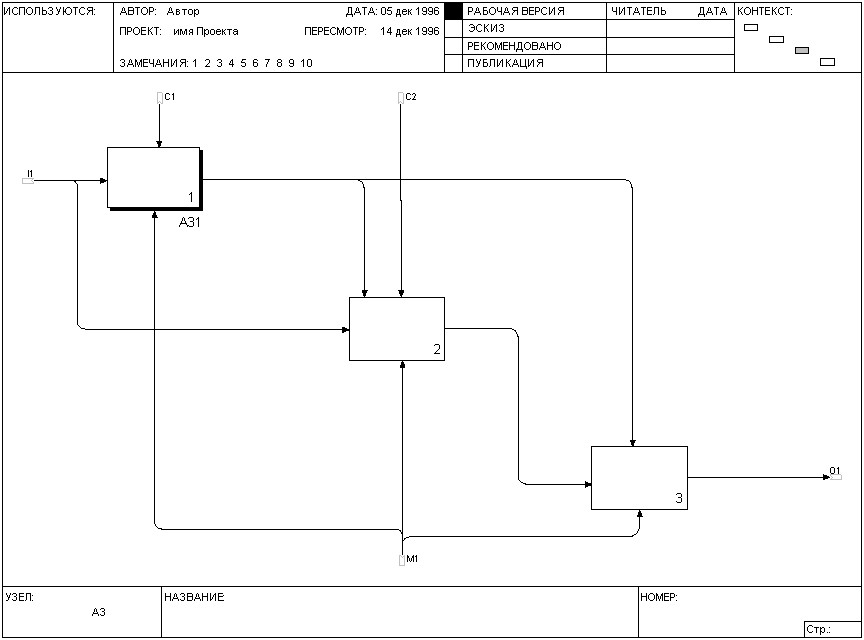 ИСПОЛЬЗУЮТСЯ:
АВТОР: Автор
ДАТА: 05 дек 1996
РАБОЧАЯ ВЕРСИЯ
ЧИТАТЕЛЬ
ДАТА
КОНТЕКСТ:
ПРОЕКТ: имя Проекта
ПЕРЕСМОТР: 14 дек 1996
ЭСКИЗ
РЕКОМЕНДОВАНО
ЗАМЕЧАНИЯ: 1 2 3 4 5 6 7 8 9 10
ПУБЛИКАЦИЯ
C1
C2
I1
1
А31
2
O1
3
M1
УЗЕЛ:
А3
НАЗВАНИЕ
НОМЕР:
Стр.: